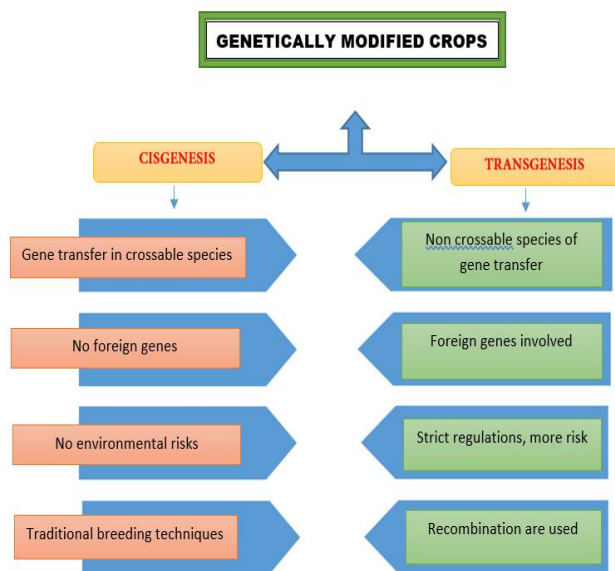 GENETICALLY MODIFIED CROPS
CISGENESIS
TRANSGENESIS
Gene transfer in crossable species
Non crossable species of
gene transfer
No foreign genes
Foreign genes involved
No environmental risks
Strict regulations, more risk
Traditional breeding techniques
Recombination are used